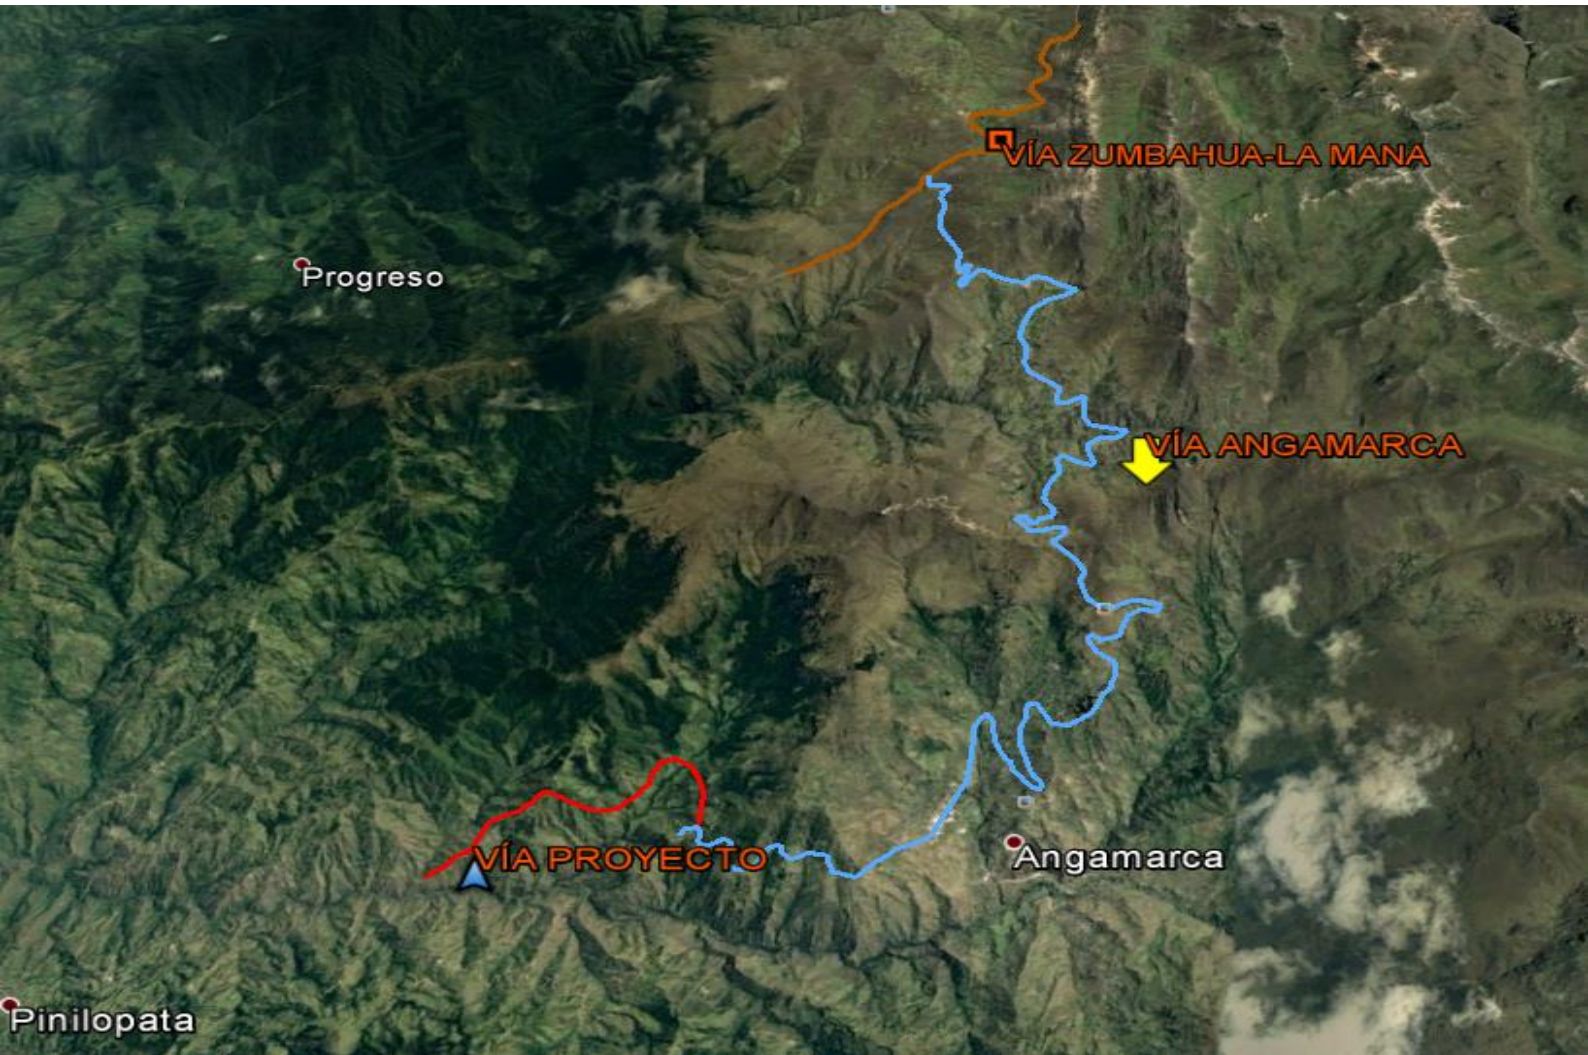 VÍA ZUMBAHUA-LA MANA
Progreso
VÍA ANGAMARCA
VÍA PROYECTO
Angamarca
Pinilopata